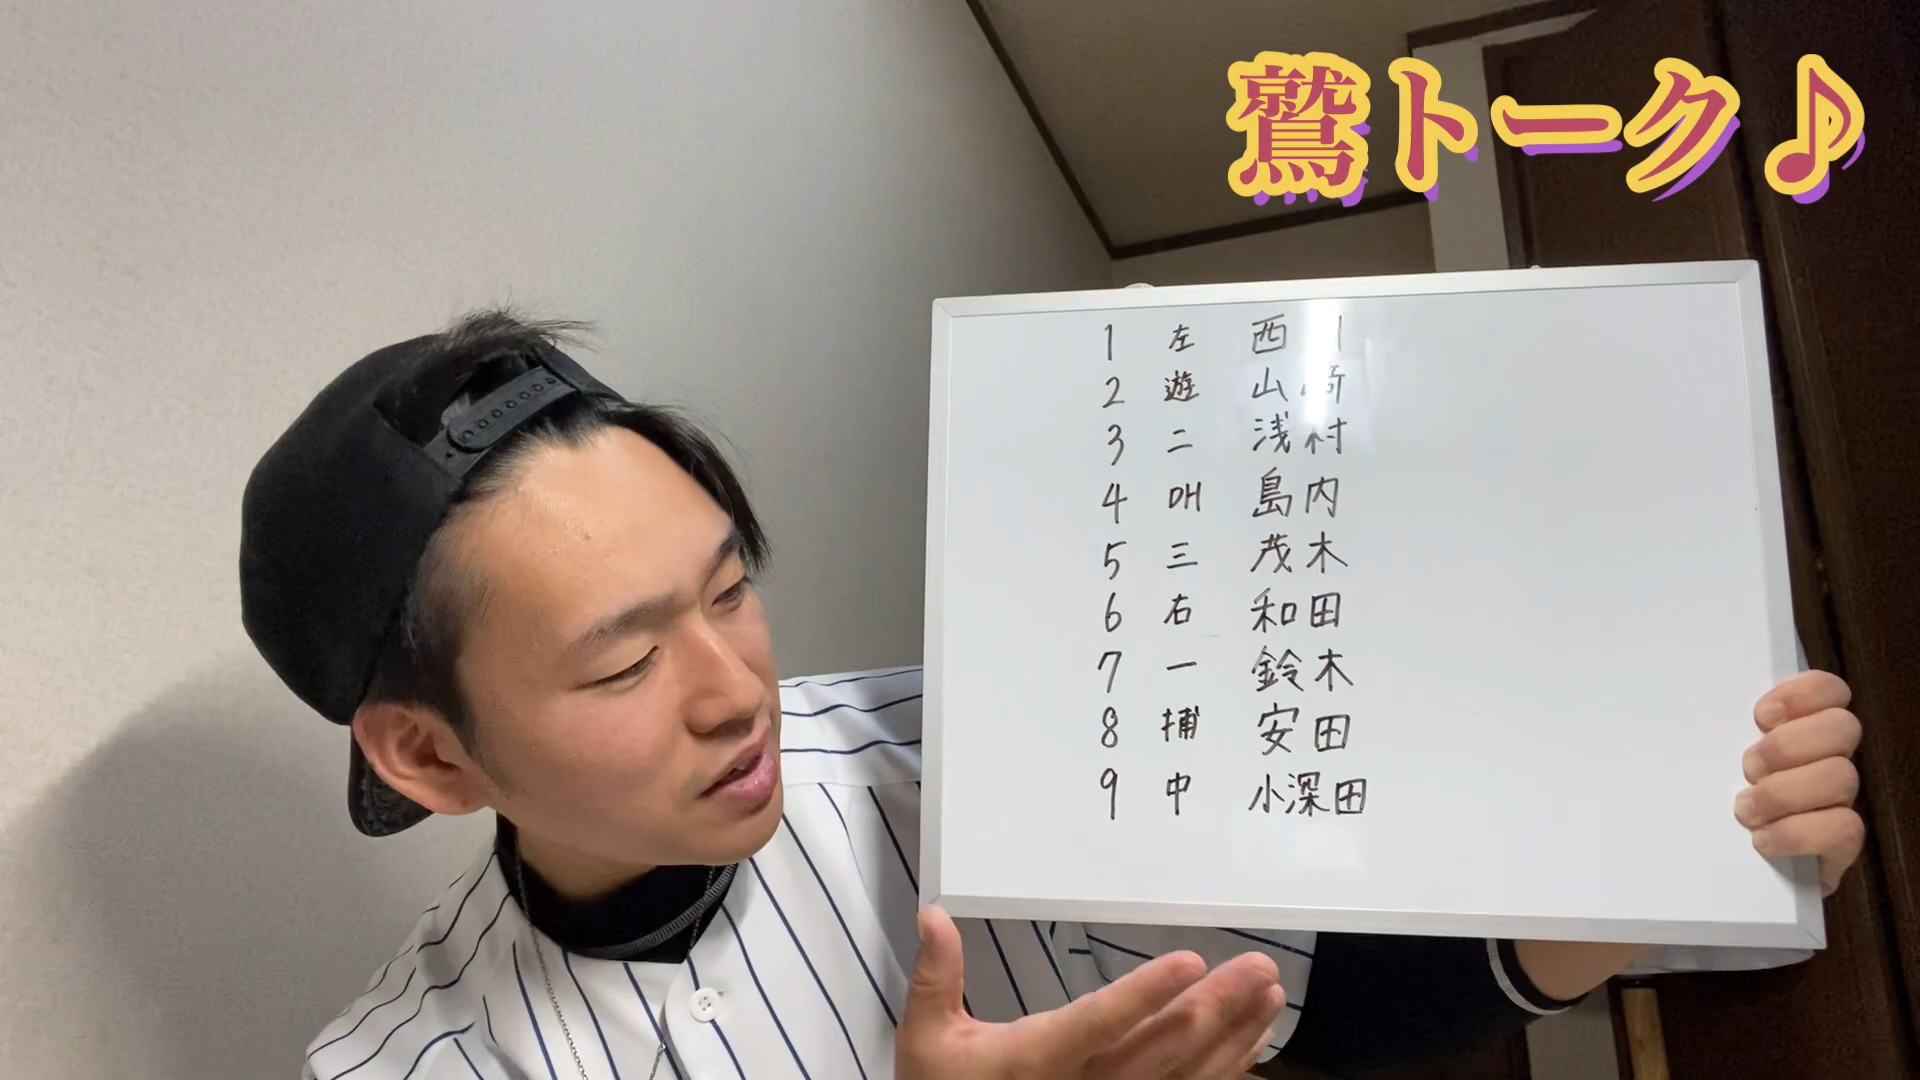 鷲トーク♪
1 左 西
2 遊 山崎
3 二 浅村
4 DH 島内
5 三 茂木
6 右 和田
7 一 鈴木
8 捕 安田
9 中 小深田